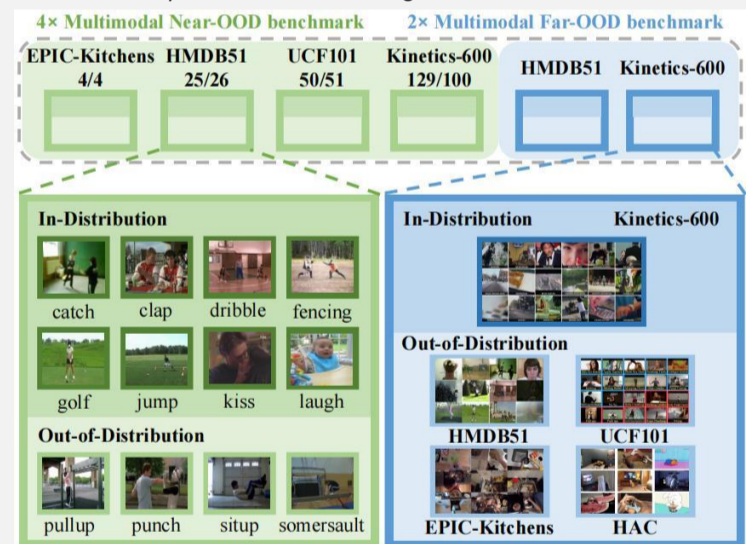 4× Multimodal Near-OOD benchmark
2× Multimodal Far-OOD benchmark
EPIC-Kitchens
4/4
HMDB51
25/26
UCF101
50/51
Kinetics-600
129/100
HMDB51
Kinetics-600
In-Distribution
catch
clap
dribble
fencing
golf
jump
kiss
laugh
Out-of-Distribution
pullup
punch
situp
somersault
In-Distribution
Kinetics-600
Out-of-Distribution
HMDB51
UCF101
EPIC-Kitchens
HAC